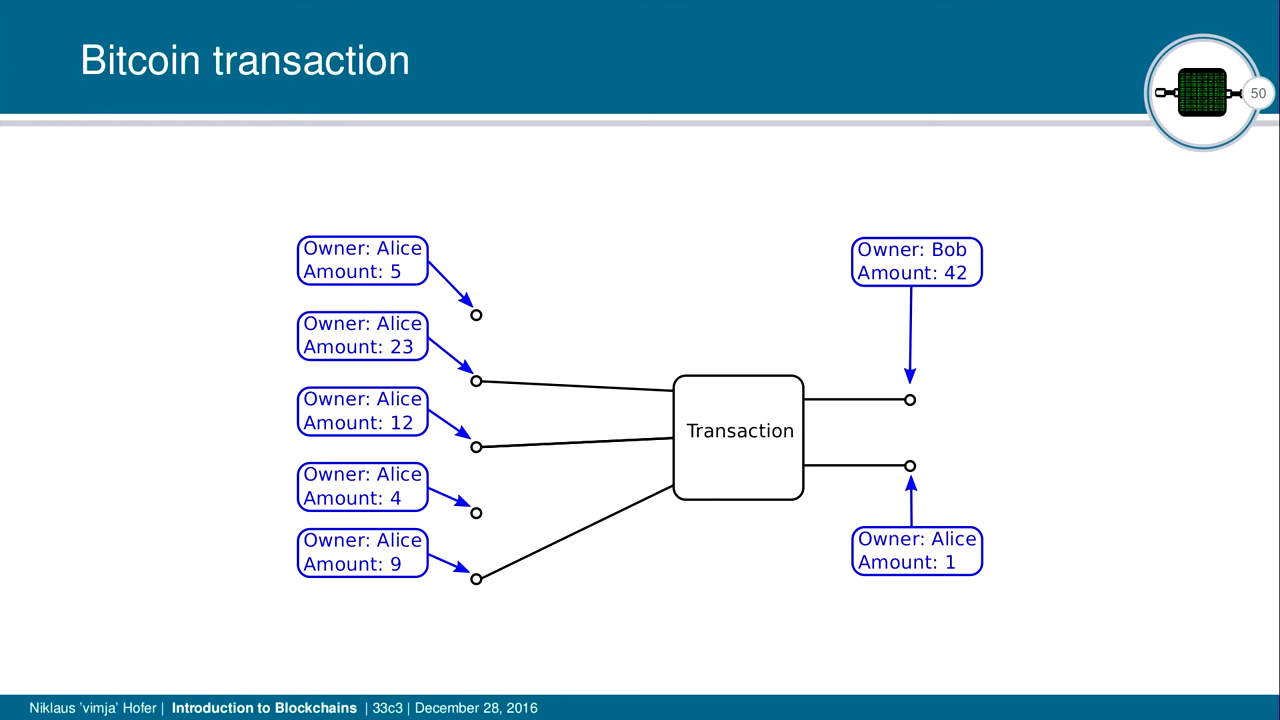 Bitcoin transaction
50
Owner: Alice
Amount: 5
Owner: Alice
Amount: 23
Owner: Alice
Amount: 12
Owner: Alice
Amount: 4
Owner: Alice
Amount: 9
Transaction
Owner: Bob
Amount: 42
Owner: Alice
Amount: 1
Niklaus 'vimja' Hofer | Introduction to Blockchains | 33c3 | December 28, 2016